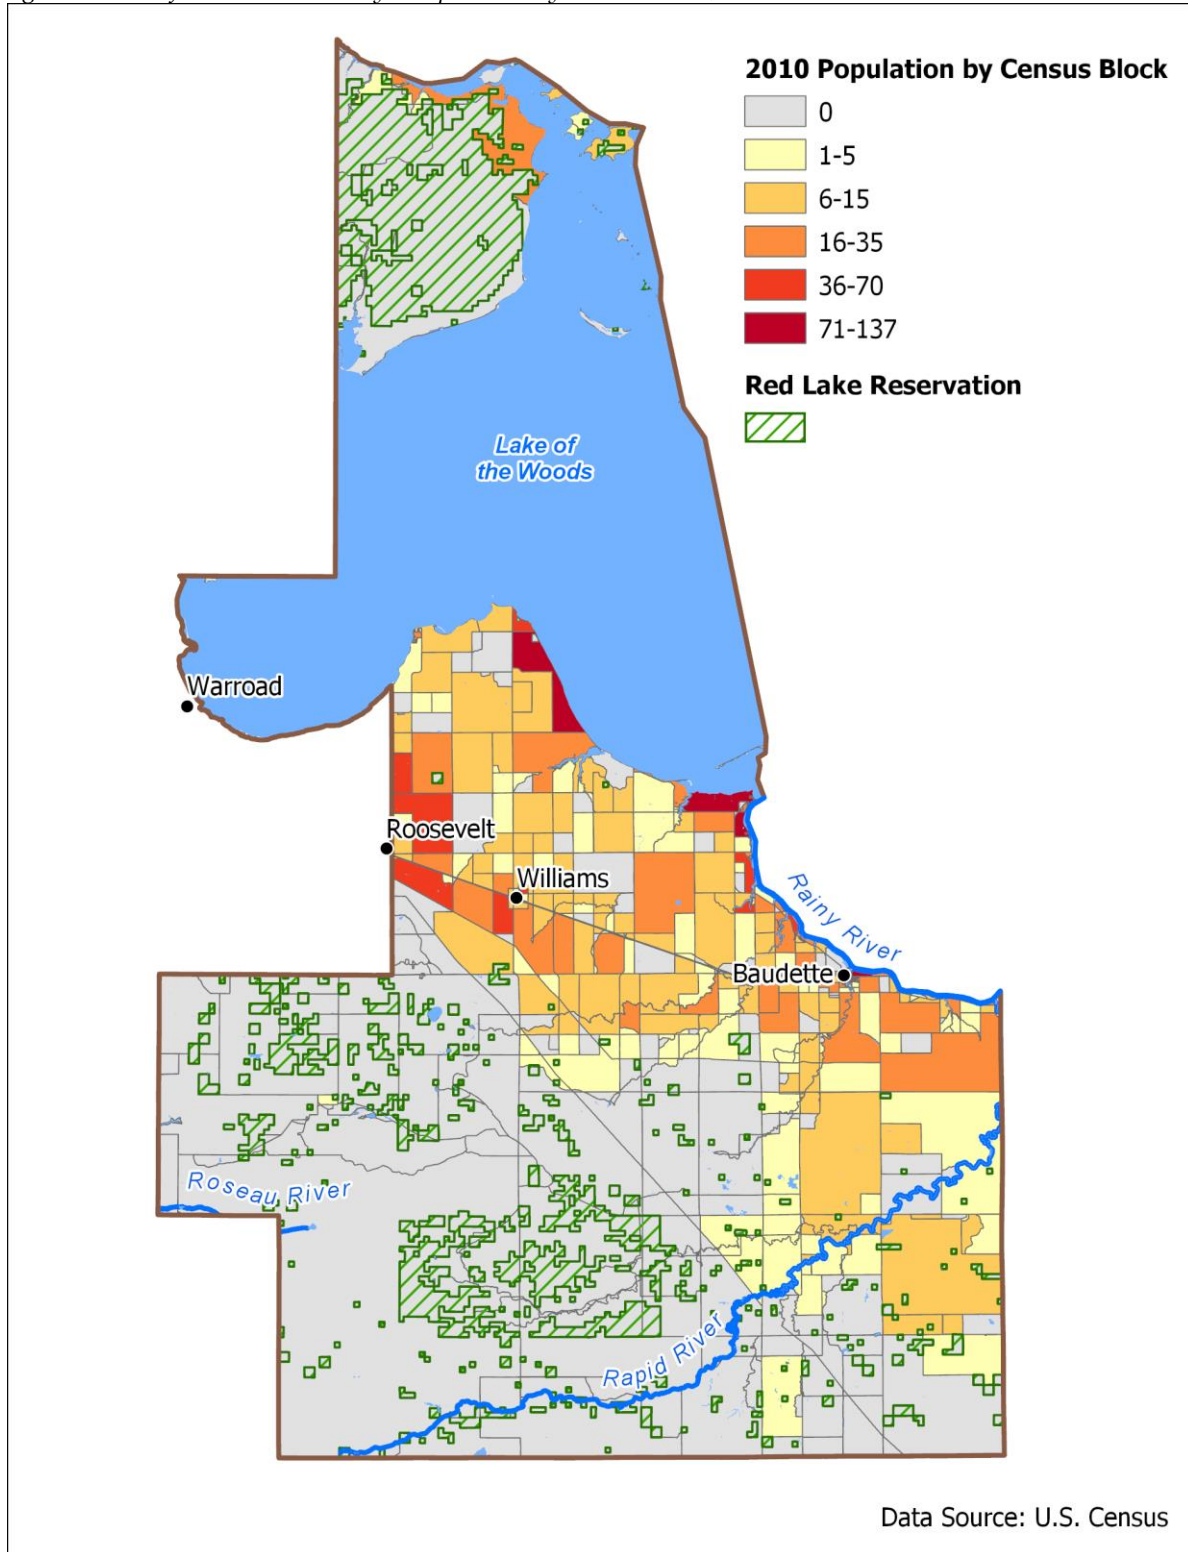 2010 Population by Census Block
0
1-5
6-15
16-35
36-70
71-137
Red Lake Reservation
Lake of
the Woods
Warroad
Roosevelt
Williams
Rainy River
Baudette
Roseau River
Rapid River
Data Source: U.S. Census